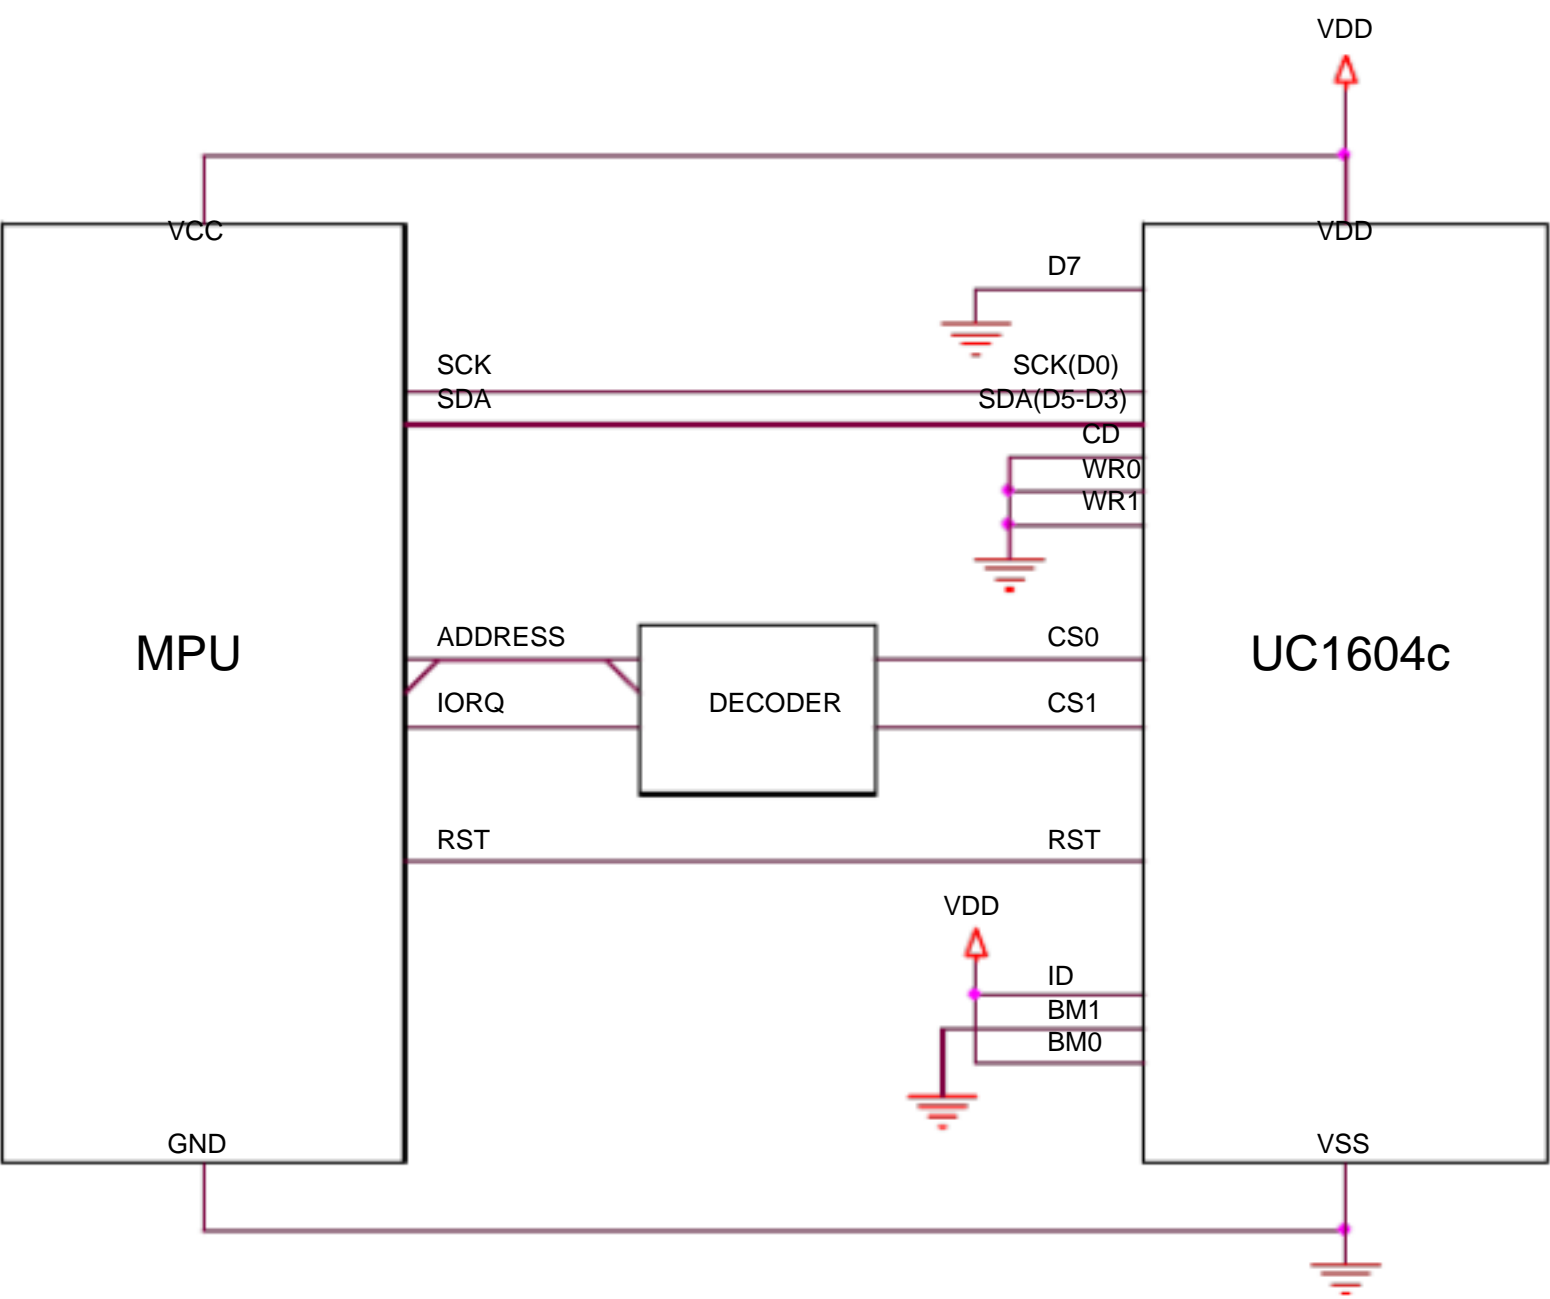 VDD
VCC
VDD
D7
SCK
SCK(D0)
SDA
SDA(D5-D3)
CD
WR0
WR1
ADDRESS
CS0
MPU
UC1604c
IORQ
DECODER
CS1
RST
RST
VDD
ID
BM1
BM0
GND
VSS